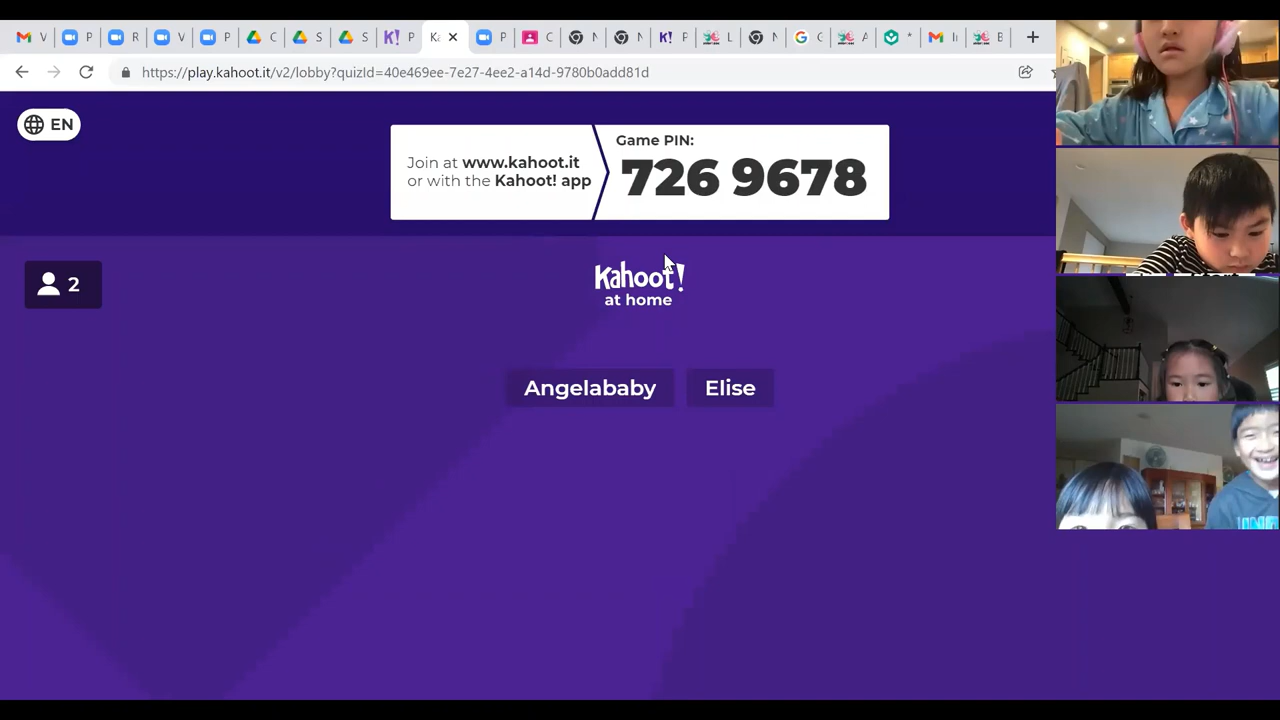 V P R V P C S S K! P Ka P C N N K! P L N G A * I B
https://play.kahoot.it/v2/lobby?quizId=40e469ee-7e27-4ee2-a14d-9780b0add81d
EN
Join at www.kahoot.it
or with the Kahoot! app
Game PIN:
726 9678
2
Kahoot!
at home
Angelababy
Elise